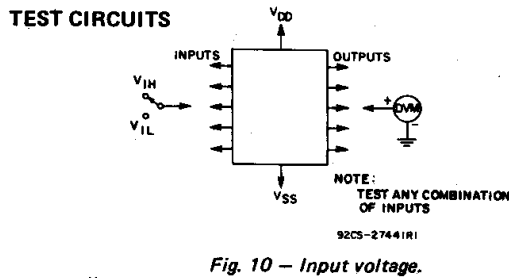 TEST CIRCUITS
VDD
INPUTS
OUTPUTS
VIH
VIL
+
DVM
-
VSS
NOTE:
TEST ANY COMBINATION
OF INPUTS
92CS-27441RI
Fig. 10 — Input voltage.